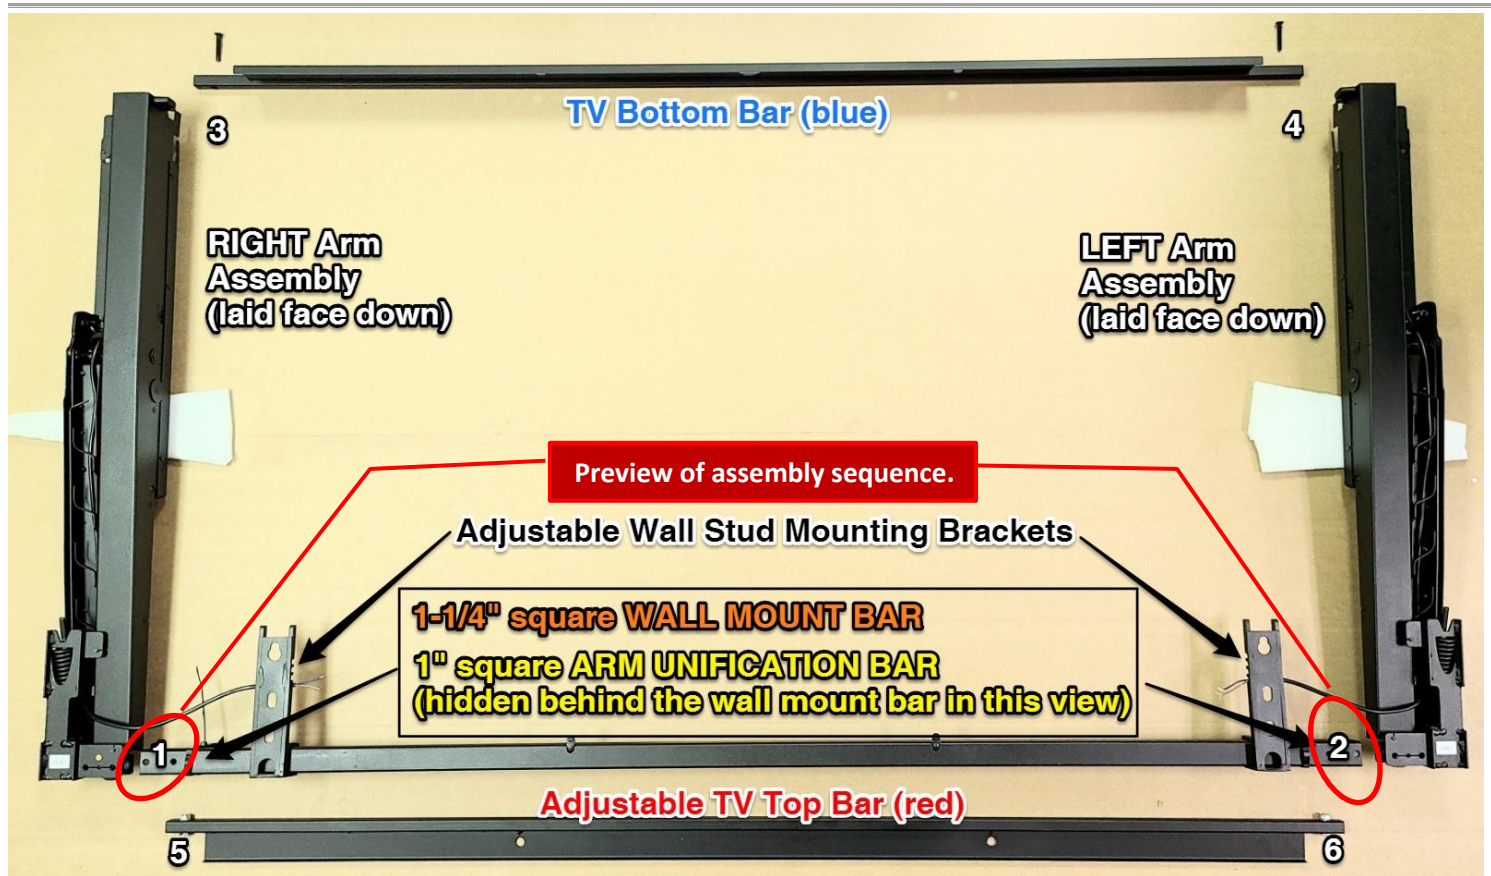 TV Bottom Bar (blue)
3
4
RIGHT Arm
Assembly
(laid face down)
LEFT Arm
Assembly
(laid face down)
Preview of assembly sequence.
Adjustable Wall Stud Mounting Brackets
1-1/4" square WALL MOUNT BAR
1" square ARM UNIFICATION BAR
(hidden behind the wall mount bar in this view)
1
2
Adjustable TV Top Bar (red)
5
6